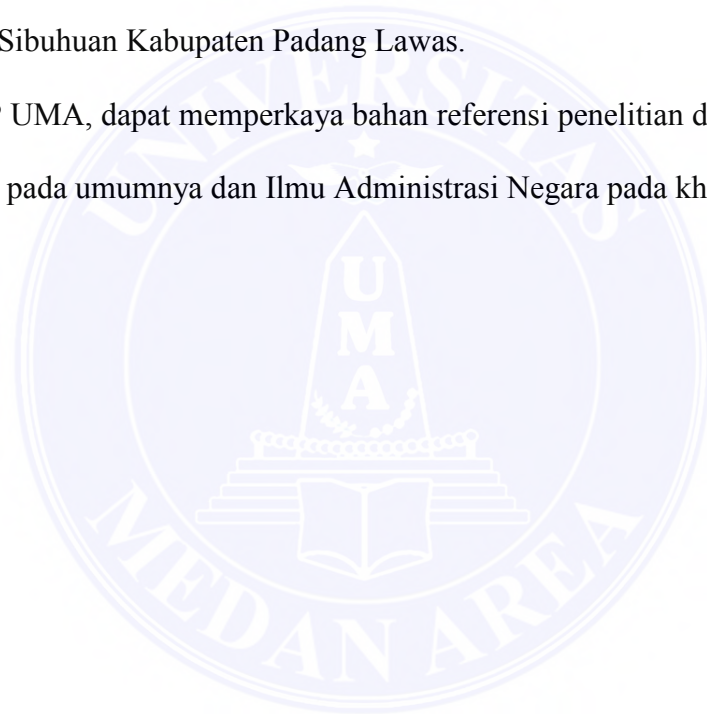 Sibuhuan Kabupaten Padang Lawas.
UMA, dapat memperkaya bahan referensi penelitian d
pada umumnya dan Ilmu Administrasi Negara pada kh
UNIVERSITAS
UMA
MEDAN AREA